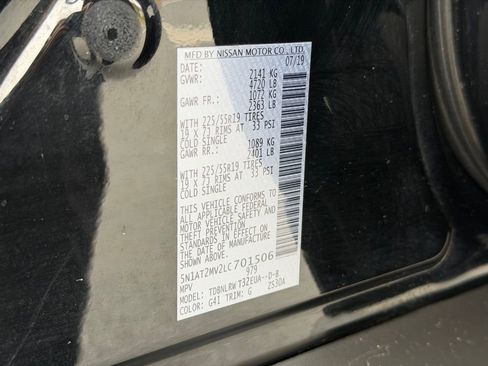 MFD BY NISSAN MOTOR CO., LTD.
DATE: 07/19
GVWR: 2141 KG
4720 LB
GAWR FR.: 1072 KG
2363 LB
WITH 225/55R19 TIRES
19 X 7J RIMS AT 33 PSI
COLD SINGLE
GAWR RR.: 1089 KG
2401 LB
WITH 225/55R19 TIRES
19 X 7J RIMS AT 33 PSI
COLD SINGLE
THIS VEHICLE CONFORMS TO
ALL APPLICABLE FEDERAL
MOTOR VEHICLE SAFETY AND
THEFT PREVENTION
STANDARDS IN EFFECT ON
THE DATE OF MANUFACTURE
SHOWN ABOVE.
5N1AT2MV2LC701506
MPV 979
MODEL: TDBNLRWT32EUA--D-B
COLOR: G41 TRIM: G ZS30A